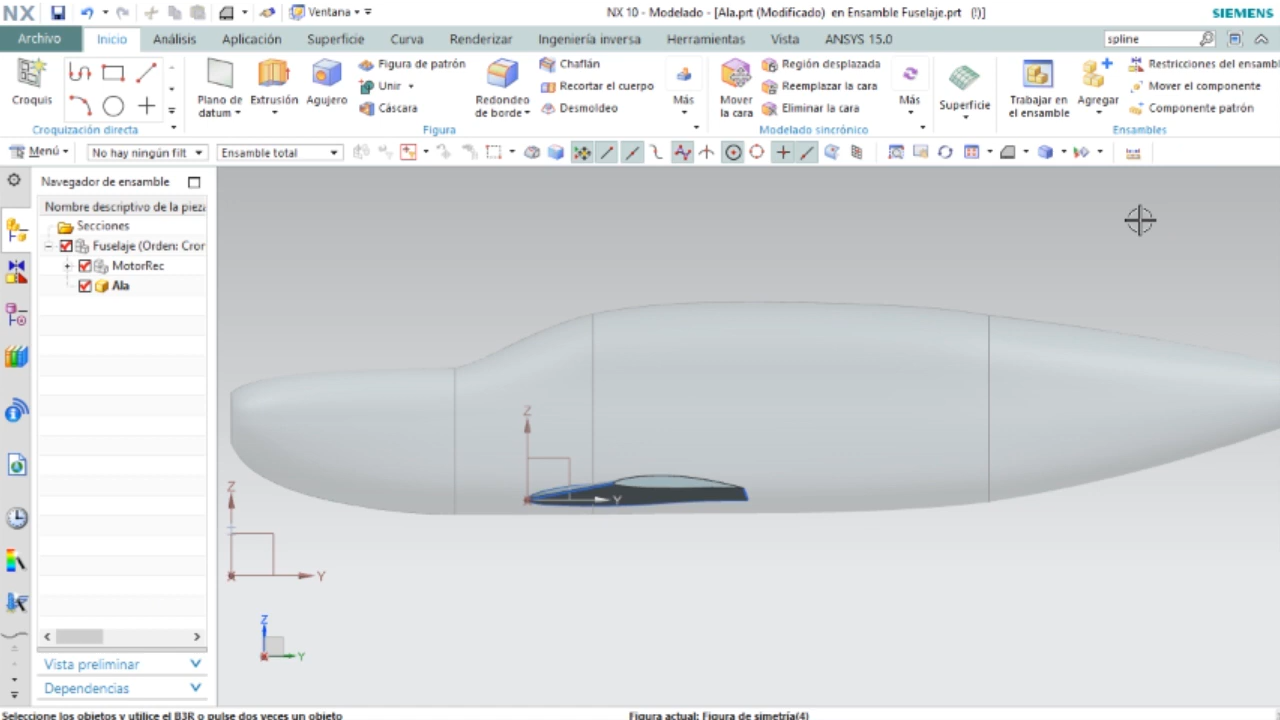 NX Ventana NX 10 - Modelado - [Ala.prt (Modificado) en Ensamble Fuselaje.prt (!)] SIEMENS
Archivo Inicio Análisis Aplicación Superficie Curva Renderizar Ingeniería inversa Herramientas Vista ANSYS 15.0 spline
Croquis
Plano de datum
Extrusión
Agujero
Figura de patrón
Unir
Cáscara
Redondeo de borde
Chaflán
Recortar el cuerpo
Desmoldeo
Más
Mover la cara
Región desplazada
Reemplazar la cara
Eliminar la cara
Más
Superficie
Trabajar en el ensamble
Agregar
Restricciones del ensambl
Mover el componente
Componente patrón
Croquización directa Figura Modelado sincrónico Ensambles
Menú No hay ningún filt Ensamble total
Navegador de ensamble
Nombre descriptivo de la pieza
Secciones
Fuselaje (Orden: Cror
MotorRec
Ala
Z
Y
Z
Y
Z
Y
Vista preliminar
Dependencias
Seleccione los objetos y utilice el B3R o pulse dos veces un objeto Figura actual: Figura de simetría(4)